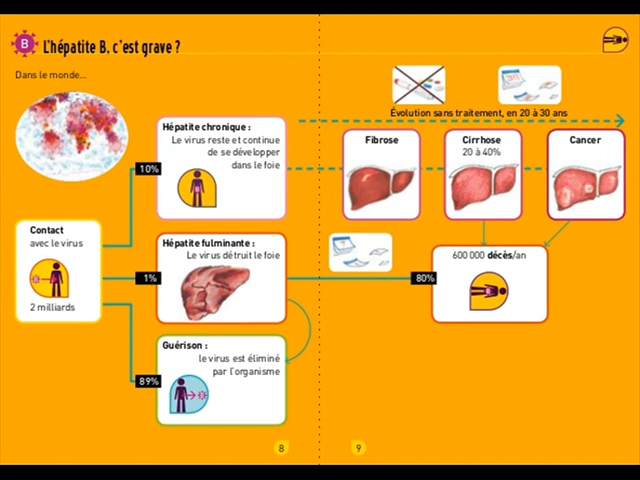 B
L'hépatite B, c'est grave ?
Dans le monde...
Contact
avec le virus
2 milliards
10%
Hépatite chronique :
Le virus reste et continue
de se développer
dans le foie
1%
Hépatite fulminante :
Le virus détruit le foie
89%
Guérison :
le virus est éliminé
par l'organisme
8
Évolution sans traitement, en 20 à 30 ans
Fibrose
Cirrhose
20 à 40%
Cancer
?
80%
600 000 décès/an
9